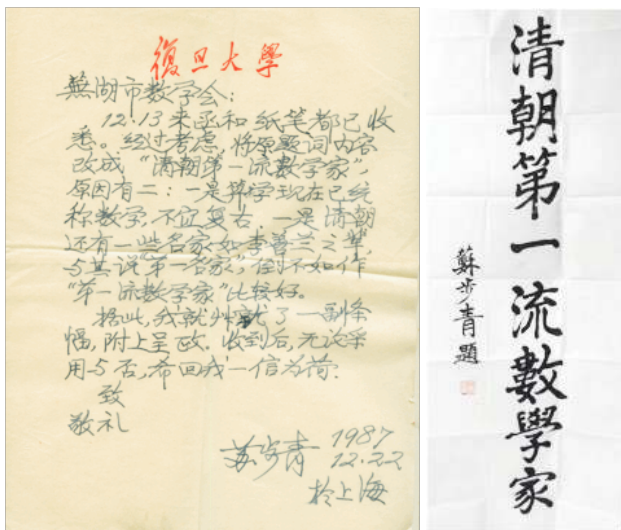 復旦大學
蕪湖市数学会：
12.13来函和纸笔都已收
悉。经过考虑，将原题词内容
改成“清朝第一流数学家”，
原因有二：一是算学现在已统
称数学，不宜复古，一是清朝
还有一些名家如李善兰之辈
与其说“第一名家”，倒不如作
“第一流数学家”比较好。
据此，我就草就了一副条
幅，附上呈政。收到后，无论采
用与否，希回我一信为荷！
致
敬礼
苏步青 1987
12.22
於上海
清朝第一流數學家
蘇步青題